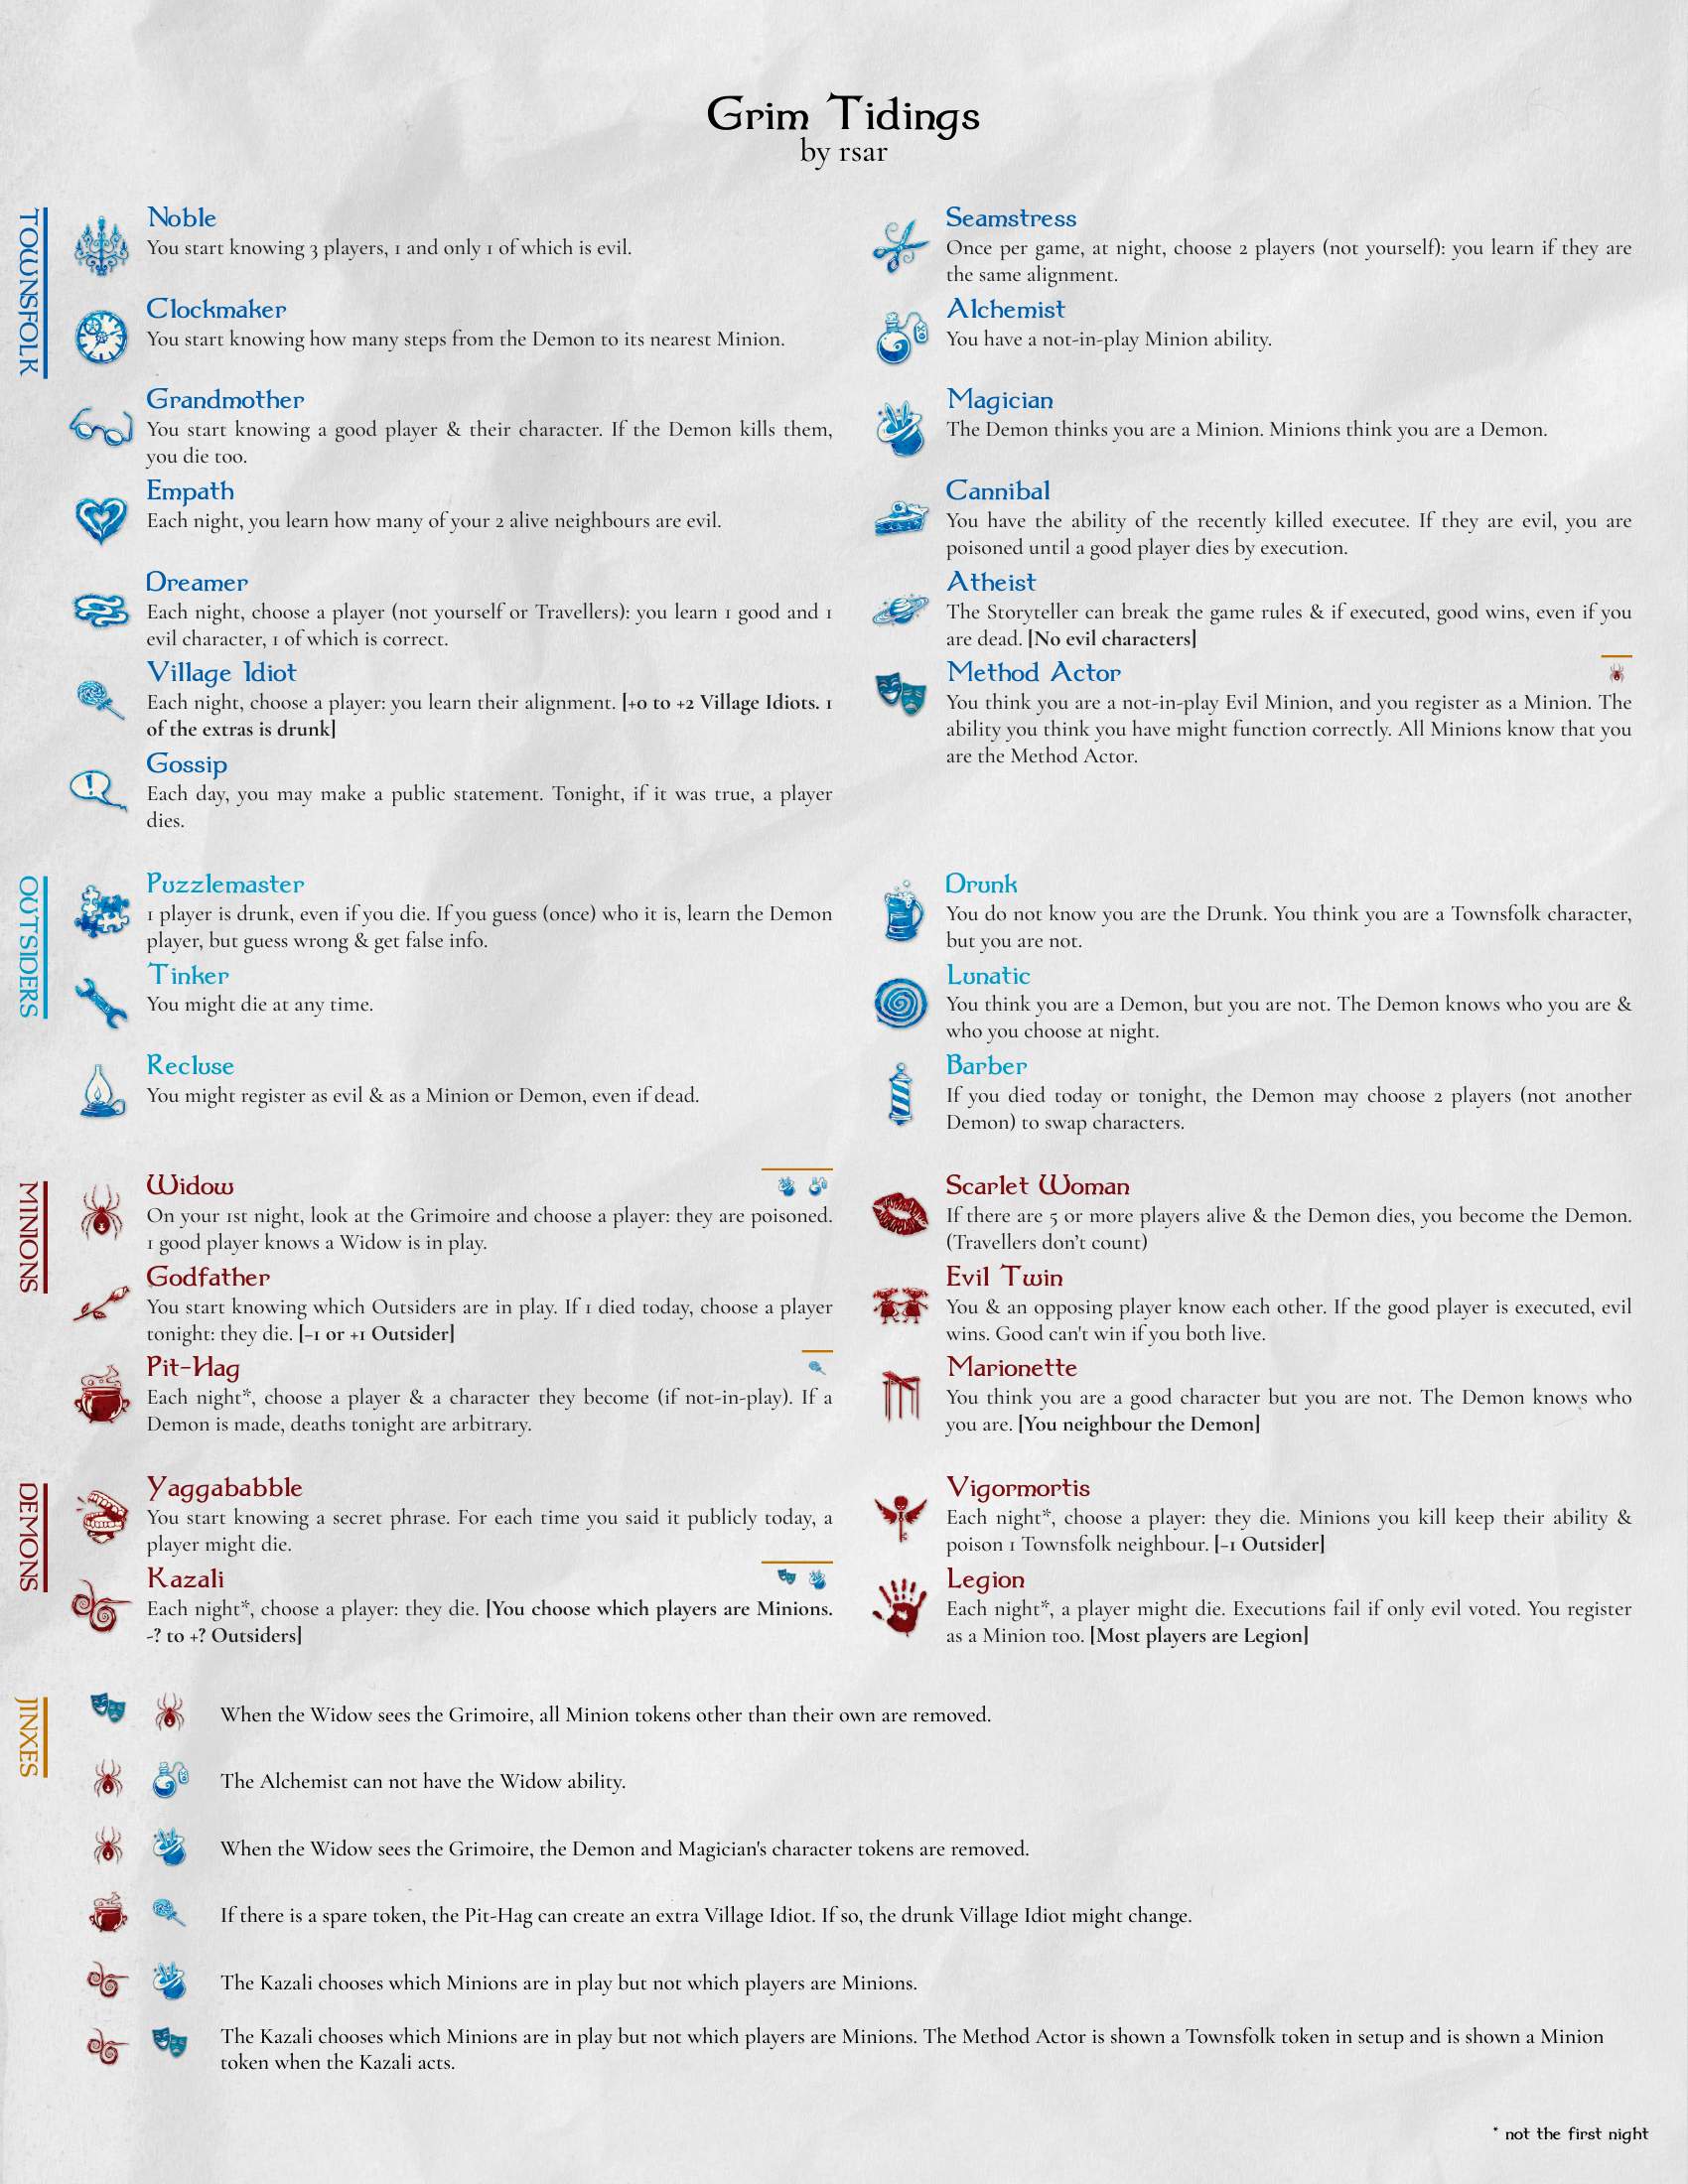 Grim Tidings
by rsar
TOWNSFOLK
Noble
You start knowing 3 players, 1 and only 1 of which is evil.
Clockmaker
You start knowing how many steps from the Demon to its nearest Minion.
Grandmother
You start knowing a good player & their character. If the Demon kills them,
you die too.
Empath
Each night, you learn how many of your 2 alive neighbours are evil.
Dreamer
Each night, choose a player (not yourself or Travellers): you learn 1 good and 1
evil character, 1 of which is correct.
Village Idiot
Each night, choose a player: you learn their alignment. [+0 to +2 Village Idiots. 1
of the extras is drunk]
Gossip
Each day, you may make a public statement. Tonight, if it was true, a player
dies.
Seamstress
Once per game, at night, choose 2 players (not yourself): you learn if they are
the same alignment.
Alchemist
You have a not-in-play Minion ability.
Magician
The Demon thinks you are a Minion. Minions think you are a Demon.
Cannibal
You have the ability of the recently killed executee. If they are evil, you are
poisoned until a good player dies by execution.
Atheist
The Storyteller can break the game rules & if executed, good wins, even if you
are dead. [No evil characters]
Method Actor
You think you are a not-in-play Evil Minion, and you register as a Minion. The
ability you think you have might function correctly. All Minions know that you
are the Method Actor.
OUTSIDERS
Puzzlemaster
1 player is drunk, even if you die. If you guess (once) who it is, learn the Demon
player, but guess wrong & get false info.
Tinker
You might die at any time.
Recluse
You might register as evil & as a Minion or Demon, even if dead.
Drunk
You do not know you are the Drunk. You think you are a Townsfolk character,
but you are not.
Lunatic
You think you are a Demon, but you are not. The Demon knows who you are &
who you choose at night.
Barber
If you died today or tonight, the Demon may choose 2 players (not another
Demon) to swap characters.
MINIONS
Widow
On your 1st night, look at the Grimoire and choose a player: they are poisoned.
1 good player knows a Widow is in play.
Godfather
You start knowing which Outsiders are in play. If 1 died today, choose a player
tonight: they die. [−1 or +1 Outsider]
Pit-Hag
Each night*, choose a player & a character they become (if not-in-play). If a
Demon is made, deaths tonight are arbitrary.
Scarlet Woman
If there are 5 or more players alive & the Demon dies, you become the Demon.
(Travellers don’t count)
Evil Twin
You & an opposing player know each other. If the good player is executed, evil
wins. Good can't win if you both live.
Marionette
You think you are a good character but you are not. The Demon knows who
you are. [You neighbour the Demon]
DEMONS
Yaggababble
You start knowing a secret phrase. For each time you said it publicly today, a
player might die.
Kazali
Each night*, choose a player: they die. [You choose which players are Minions.
-? to +? Outsiders]
Vigormortis
Each night*, choose a player: they die. Minions you kill keep their ability &
poison 1 Townsfolk neighbour. [−1 Outsider]
Legion
Each night*, a player might die. Executions fail if only evil voted. You register
as a Minion too. [Most players are Legion]
JINXES
When the Widow sees the Grimoire, all Minion tokens other than their own are removed.
The Alchemist can not have the Widow ability.
When the Widow sees the Grimoire, the Demon and Magician's character tokens are removed.
If there is a spare token, the Pit-Hag can create an extra Village Idiot. If so, the drunk Village Idiot might change.
The Kazali chooses which Minions are in play but not which players are Minions.
The Kazali chooses which Minions are in play but not which players are Minions. The Method Actor is shown a Townsfolk token in setup and is shown a Minion
token when the Kazali acts.
* not the first night